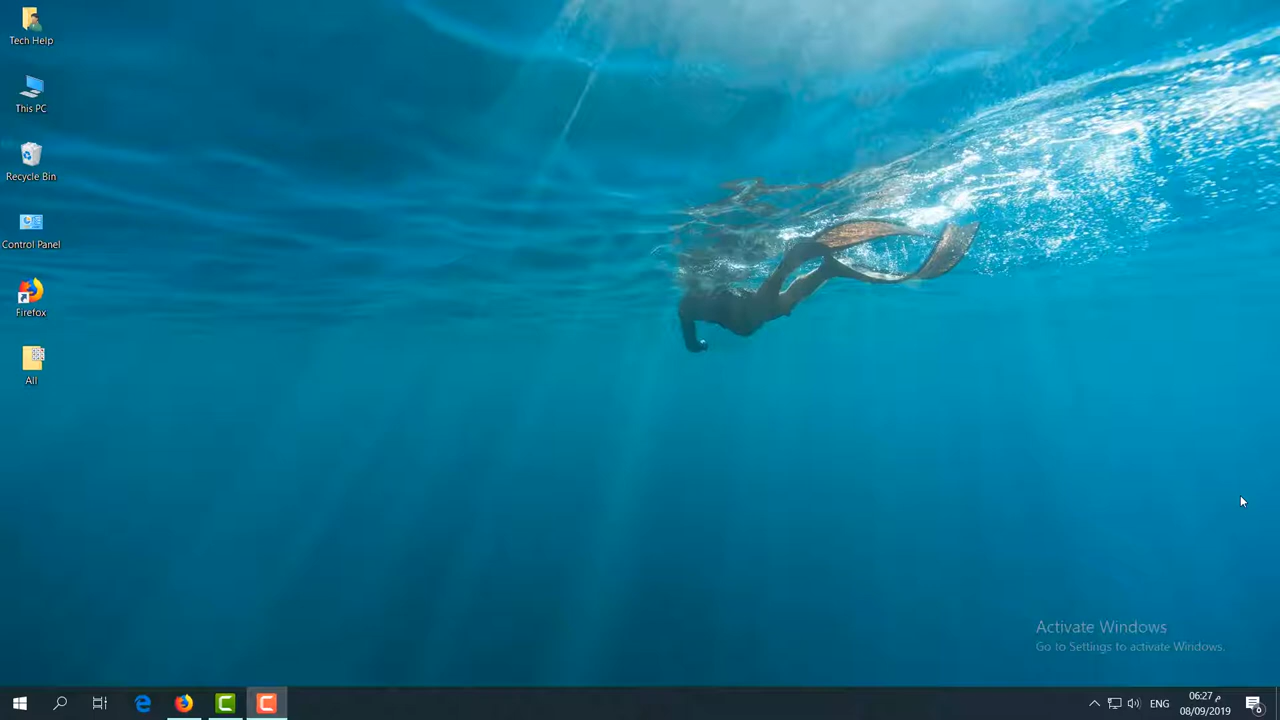 Tech Help
This PC
Recycle Bin
Control Panel
Firefox
All
Activate Windows
Go to Settings to activate Windows.
ENG
06:27 م
08/09/2019
6